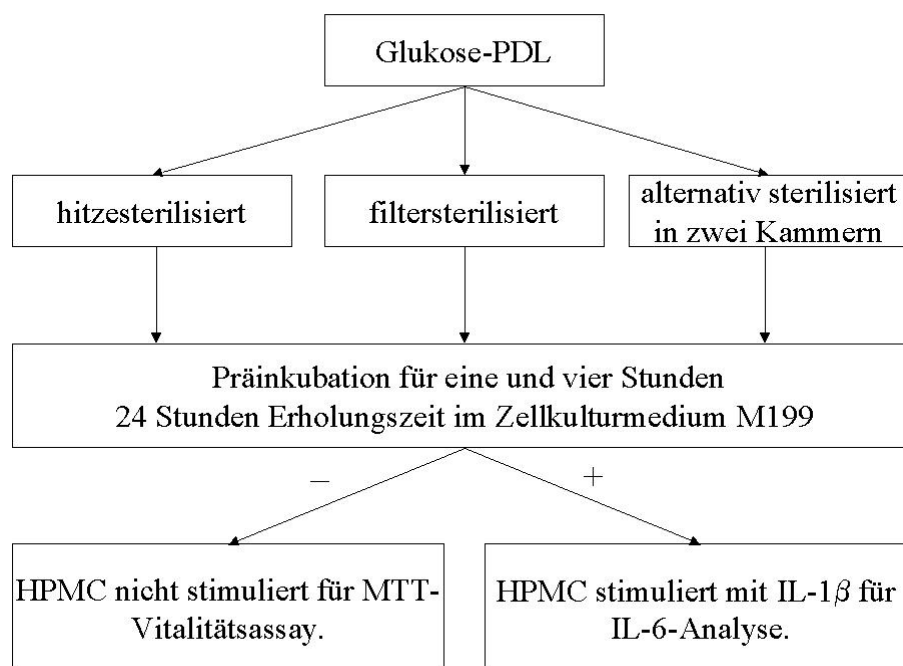 Glukose-PDL
hitzesterilisiert
filtersterilisiert
alternativ sterilisiert
in zwei Kammern
Präinkubation für eine und vier Stunden
24 Stunden Erholungszeit im Zellkulturmedium M199
–
+
HPMC nicht stimuliert für MTT-
Vitalitätsassay.
HPMC stimuliert mit IL-1β für
IL-6-Analyse.